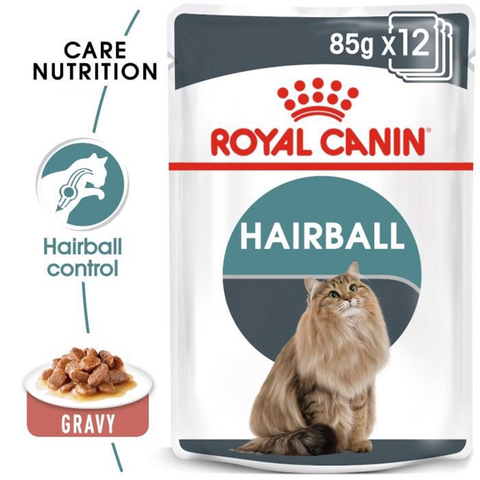 CARE
NUTRITION
Hairball
control
GRAVY
85g x12
ROYAL CANIN
HAIRBALL